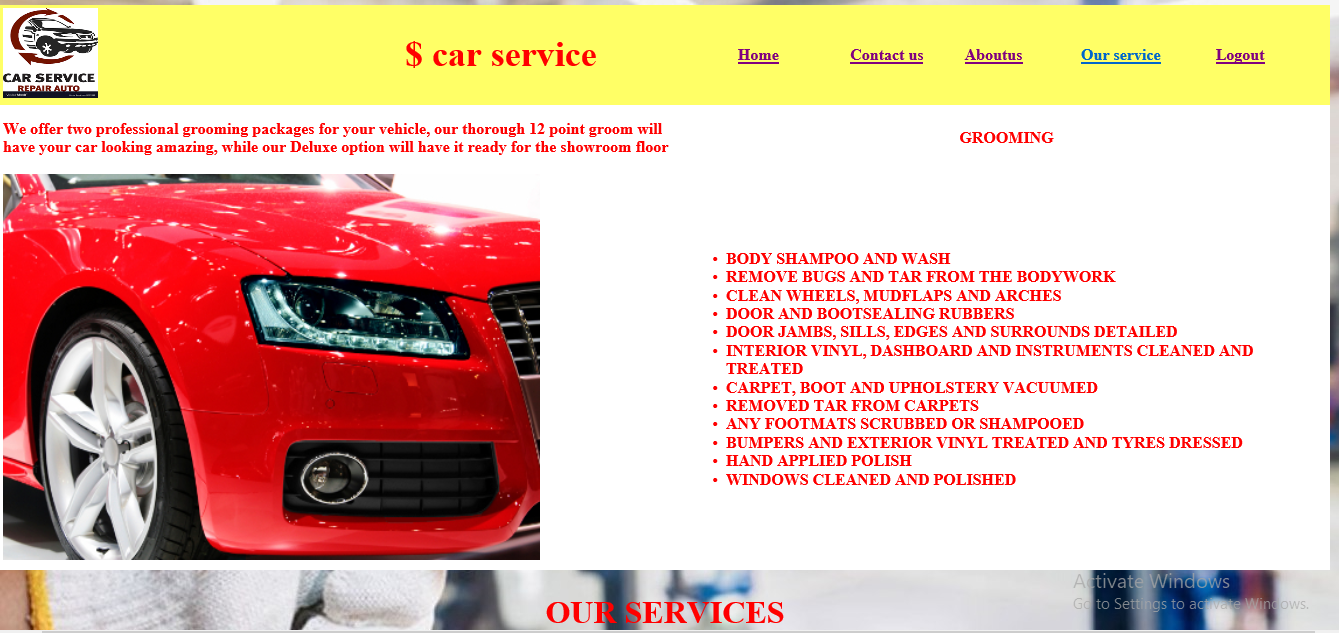 CAR SERVICE
REPAIR AUTO
$ car service
Home
Contact us
Aboutus
Our service
Logout
We offer two professional grooming packages for your vehicle, our thorough 12 point groom will
have your car looking amazing, while our Deluxe option will have it ready for the showroom floor
GROOMING
• BODY SHAMPOO AND WASH
• REMOVE BUGS AND TAR FROM THE BODYWORK
• CLEAN WHEELS, MUDFLAPS AND ARCHES
• DOOR AND BOOTSEALING RUBBERS
• DOOR JAMBS, SILLS, EDGES AND SURROUNDS DETAILED
• INTERIOR VINYL, DASHBOARD AND INSTRUMENTS CLEANED AND
TREATED
• CARPET, BOOT AND UPHOLSTERY VACUUMED
• REMOVED TAR FROM CARPETS
• ANY FOOTMATS SCRUBBED OR SHAMPOOED
• BUMPERS AND EXTERIOR VINYL TREATED AND TYRES DRESSED
• HAND APPLIED POLISH
• WINDOWS CLEANED AND POLISHED
Activate Windows
Go to Settings to activate Windows.
OUR SERVICES